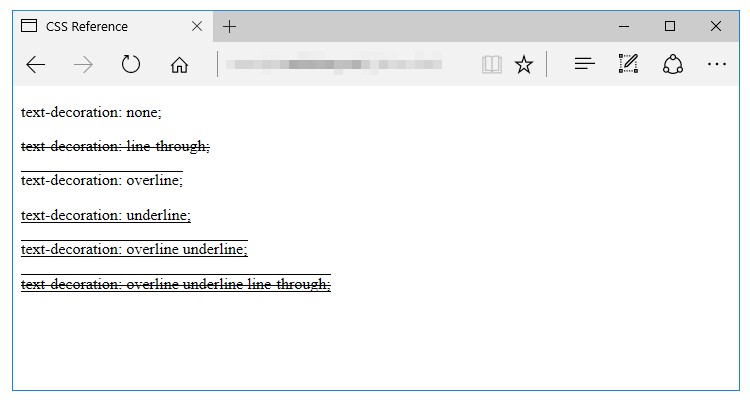 CSS Reference
text-decoration: none;
text-decoration: line-through;
text-decoration: overline;
text-decoration: underline;
text-decoration: overline underline;
text-decoration: overline underline line-through;